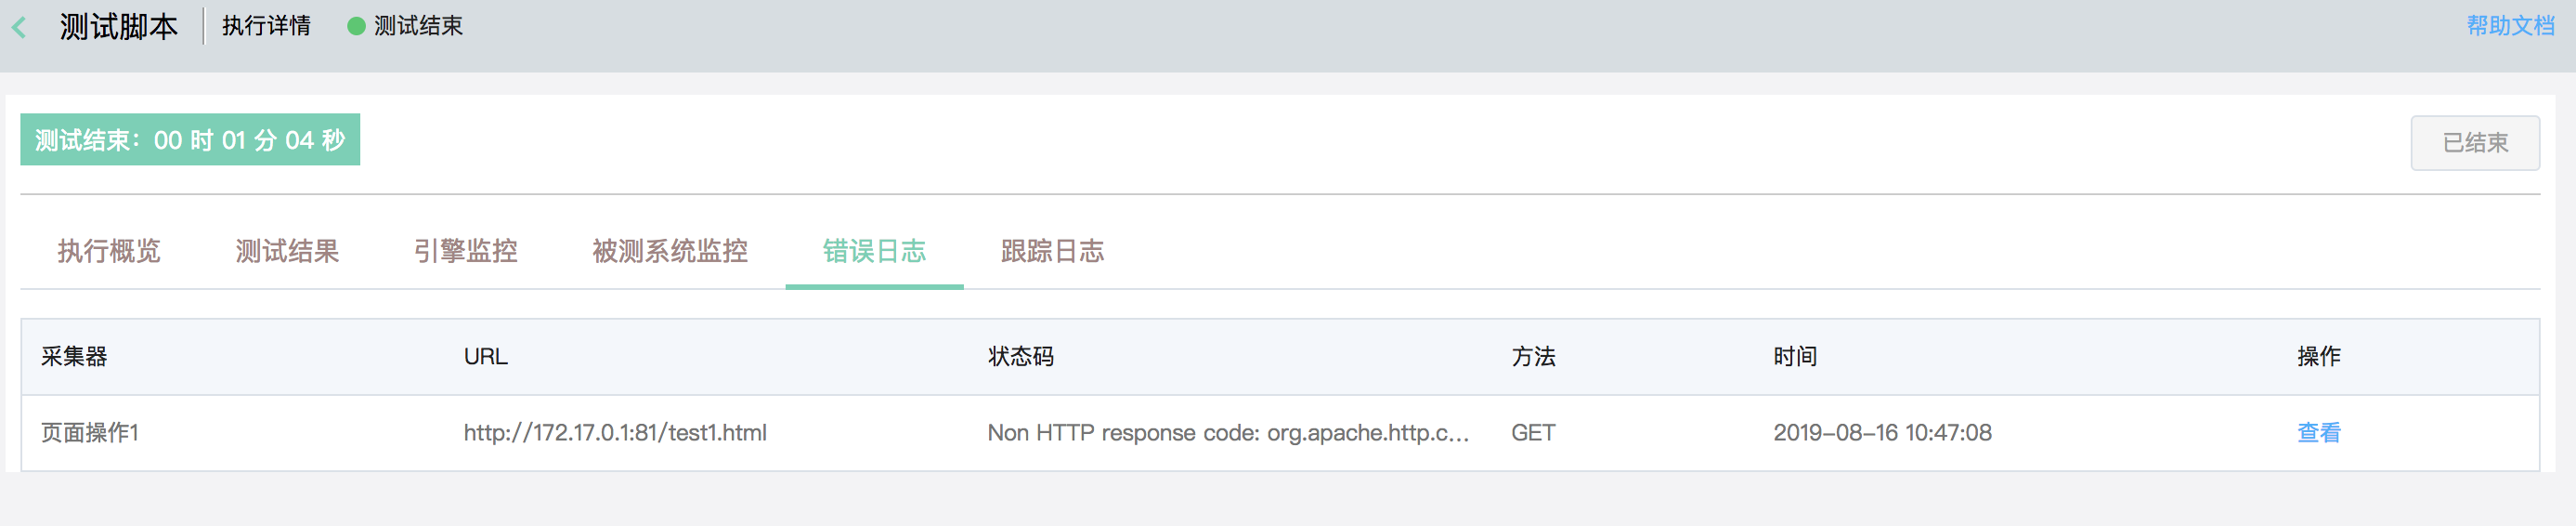 测试脚本 执行详情 测试结束 帮助文档
测试结束：00 时 01 分 04 秒 已结束
执行概览 测试结果 引擎监控 被测系统监控 错误日志 跟踪日志
采集器 URL 状态码 方法 时间 操作
页面操作1 http://172.17.0.1:81/test1.html Non HTTP response code: org.apache.http.c... GET 2019-08-16 10:47:08 查看